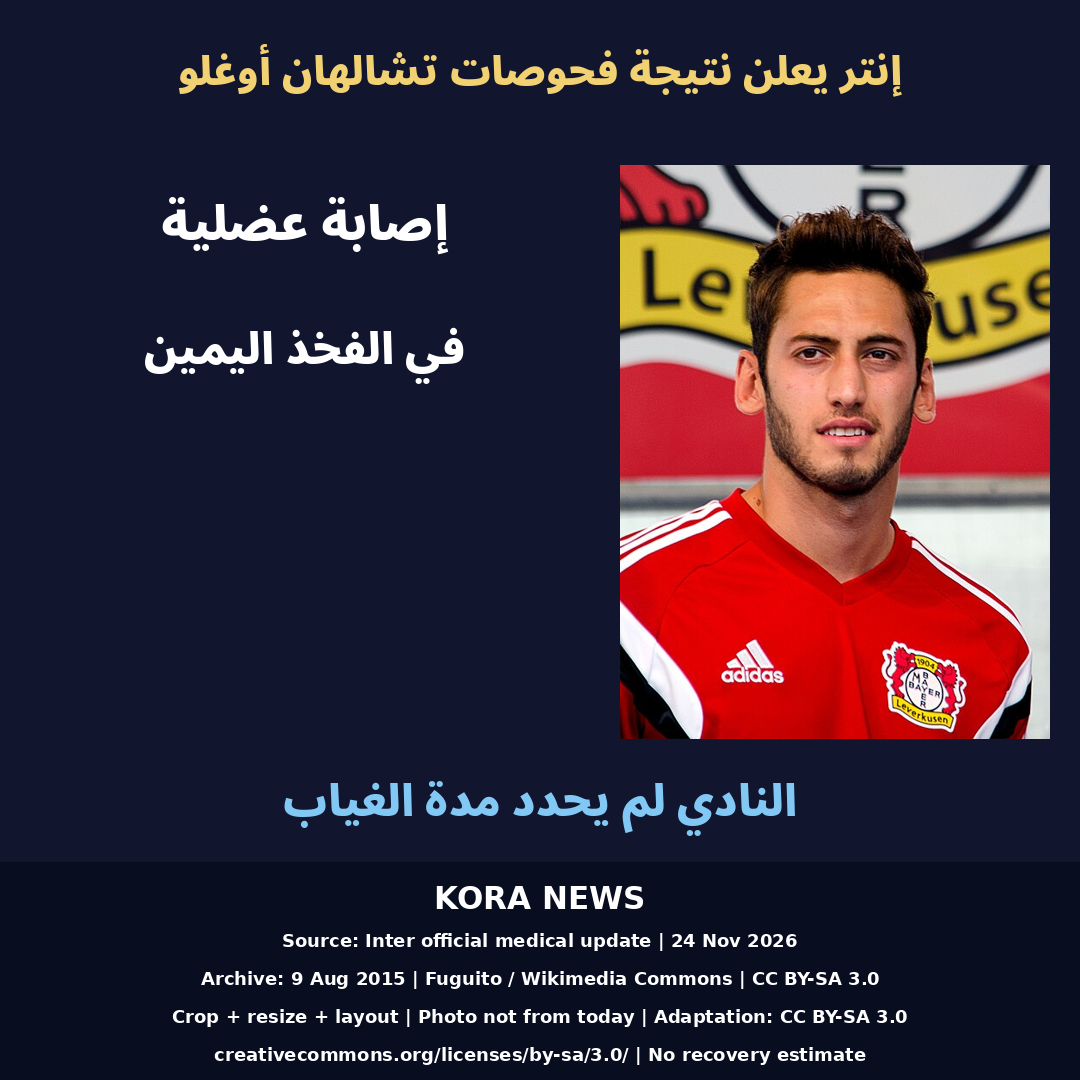 إنتر يعلن نتيجة فحوصات تشالهان أوغلو
إصابة عضلية
في الفخذ اليمين
E
R
Le
use
adidas
1904
BAYER
BAYER
Leverkusen
النادي لم يحدد مدة الغياب
KORA NEWS
Source: Inter official medical update | 24 Nov 2026
Archive: 9 Aug 2015 | Fuguito / Wikimedia Commons | CC BY-SA 3.0
Crop + resize + layout | Photo not from today | Adaptation: CC BY-SA 3.0
creativecommons.org/licenses/by-sa/3.0/ | No recovery estimate